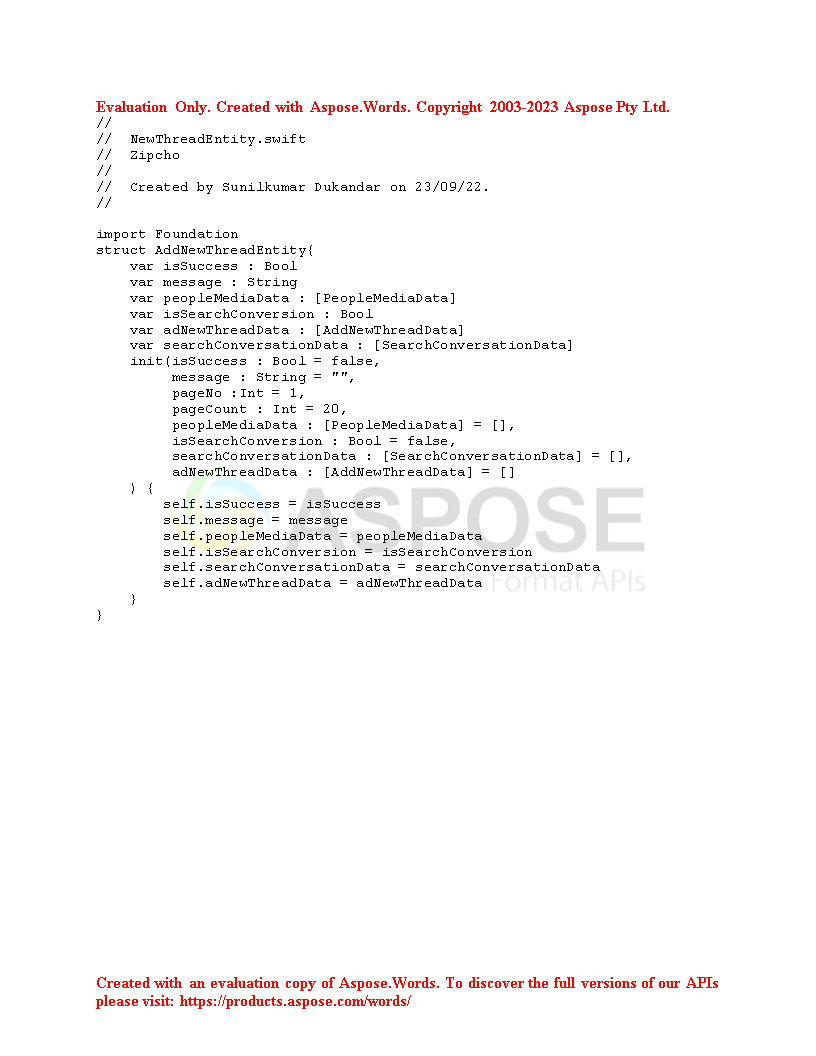 Evaluation Only. Created with Aspose.Words. Copyright 2003-2023 Aspose Pty Ltd.
//
//  NewThreadEntity.swift
//  Zipcho
//
//  Created by Sunilkumar Dukandar on 23/09/22.
//
import Foundation
struct AddNewThreadEntity{
    var isSuccess : Bool
    var message : String
    var peopleMediaData : [PeopleMediaData]
    var isSearchConversion : Bool
    var adNewThreadData : [AddNewThreadData]
    var searchConversationData : [SearchConversationData]
    init(isSuccess : Bool = false,
         message : String = "",
         pageNo :Int = 1,
         pageCount : Int = 20,
         peopleMediaData : [PeopleMediaData] = [],
         isSearchConversion : Bool = false,
         searchConversationData : [SearchConversationData] = [],
         adNewThreadData : [AddNewThreadData] = []
    ) {
        self.isSuccess = isSuccess
        self.message = message
        self.peopleMediaData = peopleMediaData
        self.isSearchConversion = isSearchConversion
        self.searchConversationData = searchConversationData
        self.adNewThreadData = adNewThreadData
    }
}
ASPOSE
Format APIs
Created with an evaluation copy of Aspose.Words. To discover the full versions of our APIs
please visit: https://products.aspose.com/words/